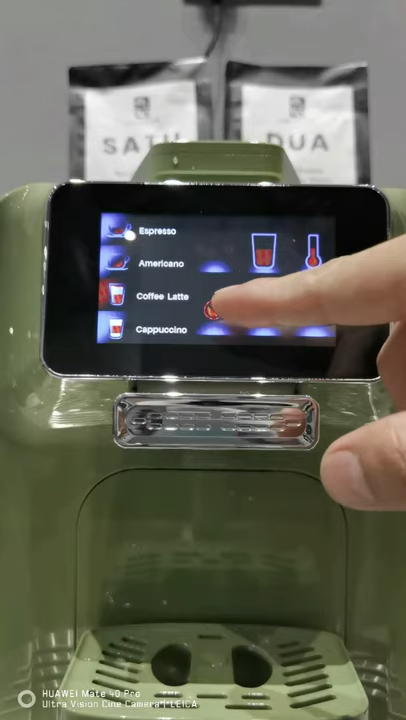 SATU
DUA
Espresso
Americano
Coffee Latte
Cappuccino
HUAWEI Mate 40 Pro
Ultra Vision Cine Camera | LEICA